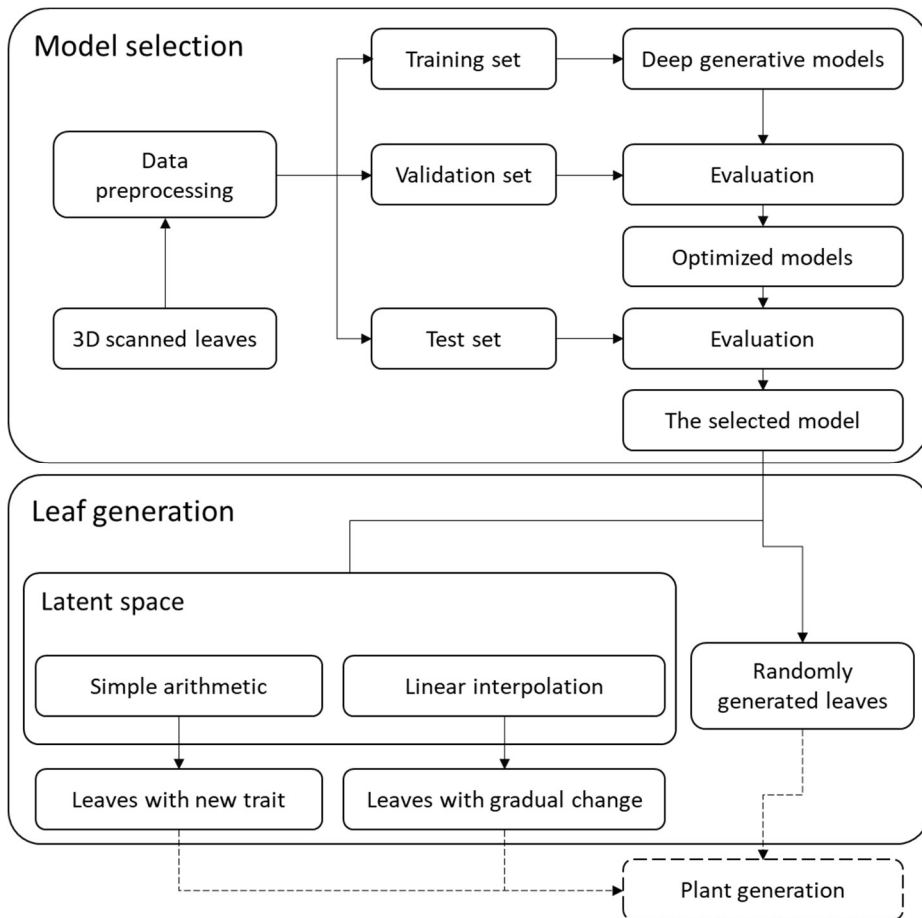 Model selection
Training set
Deep generative models
Data
preprocessing
Validation set
Evaluation
Optimized models
3D scanned leaves
Test set
Evaluation
The selected model
Leaf generation
Latent space
Simple arithmetic
Linear interpolation
Randomly
generated leaves
Leaves with new trait
Leaves with gradual change
Plant generation